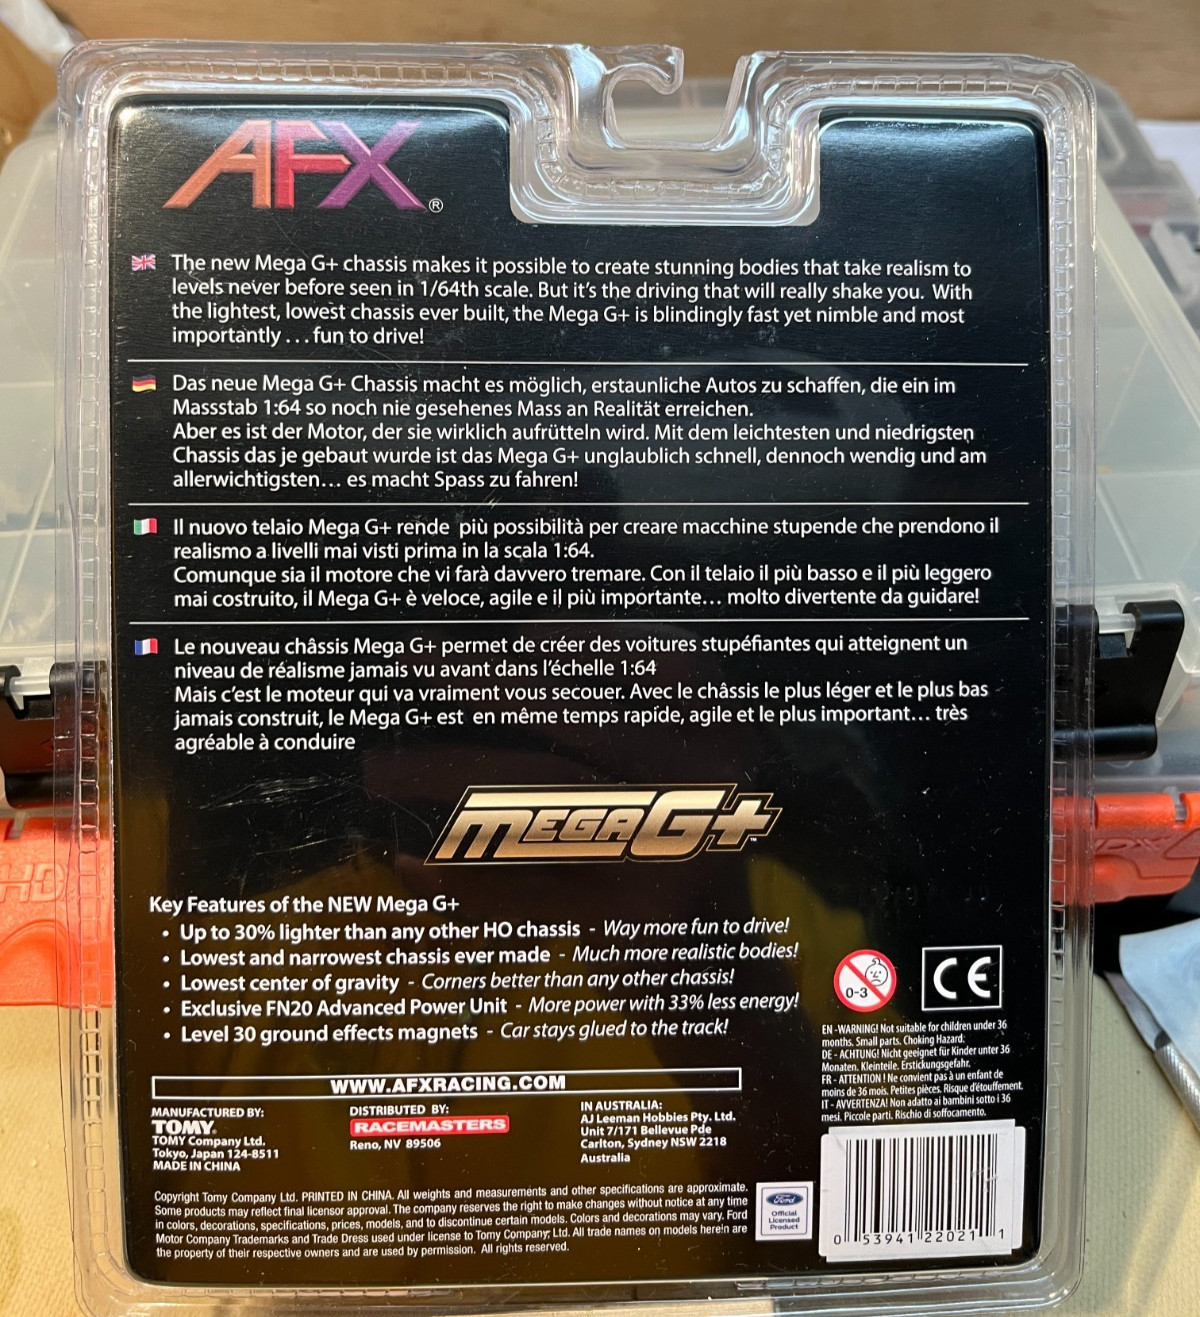 AFX®
The new Mega G+ chassis makes it possible to create stunning bodies that take realism to
levels never before seen in 1/64th scale. But it's the driving that will really shake you. With
the lightest, lowest chassis ever built, the Mega G+ is blindingly fast yet nimble and most
importantly ... fun to drive!
Das neue Mega G+ Chassis macht es möglich, erstaunliche Autos zu schaffen, die ein im
Massstab 1:64 so noch nie gesehenes Mass an Realität erreichen.
Aber es ist der Motor, der sie wirklich aufrütteln wird. Mit dem leichtesten und niedrigsten
Chassis das je gebaut wurde ist das Mega G+ unglaublich schnell, dennoch wendig und am
allerwichtigsten... es macht Spass zu fahren!
Il nuovo telaio Mega G+ rende più possibilità per creare macchine stupende che prendono il
realismo a livelli mai visti prima in la scala 1:64.
Comunque sia il motore che vi farà davvero tremare. Con il telaio il più basso e il più leggero
mai costruito, il Mega G+ è veloce, agile e il più importante... molto divertente da guidare!
Le nouveau châssis Mega G+ permet de créer des voitures stupéfiantes qui atteignent un
niveau de réalisme jamais vu avant dans l'échelle 1:64
Mais c'est le moteur qui va vraiment vous secouer. Avec le châssis le plus léger et le plus bas
jamais construit, le Mega G+ est en même temps rapide, agile et le plus important... très
agréable à conduire
MEGA G+™
Key Features of the NEW Mega G+
• Up to 30% lighter than any other HO chassis - Way more fun to drive!
• Lowest and narrowest chassis ever made - Much more realistic bodies!
• Lowest center of gravity - Corners better than any other chassis!
• Exclusive FN20 Advanced Power Unit - More power with 33% less energy!
• Level 30 ground effects magnets - Car stays glued to the track!
0-3
CE
EN -WARNING! Not suitable for children under 36
months. Small parts. Choking Hazard.
DE - ACHTUNG! Nicht geeignet für Kinder unter 36
Monaten. Kleinteile. Erstickungsgefahr.
FR - ATTENTION ! Ne convient pas à un enfant de
moins de 36 mois. Petites pièces. Risque d'étouffement.
IT - AVVERTENZA! Non adatto ai bambini sotto i 36
mesi. Piccole parti. Rischio di soffocamento.
WWW.AFXRACING.COM
MANUFACTURED BY:
TOMY.
TOMY Company Ltd.
Tokyo, Japan 124-8511
MADE IN CHINA
DISTRIBUTED BY:
RACEMASTERS
Reno, NV 89506
IN AUSTRALIA:
AJ Leeman Hobbies Pty. Ltd.
Unit 7/171 Bellevue Pde
Carlton, Sydney NSW 2218
Australia
Copyright Tomy Company Ltd. PRINTED IN CHINA. All weights and measurements and other specifications are approximate.
Some products may reflect final licensor approval. The company reserves the right to make changes without notice at any time
in colors, decorations, specifications, prices, models, and to discontinue certain models. Colors and decorations may vary. Ford
Motor Company Trademarks and Trade Dress used under license to Tomy Company, Ltd. All trade names on models herein are
the property of their respective owners and are used by permission. All rights reserved.
Ford
Official
Licensed
Product
0 53941 22021 1
HD